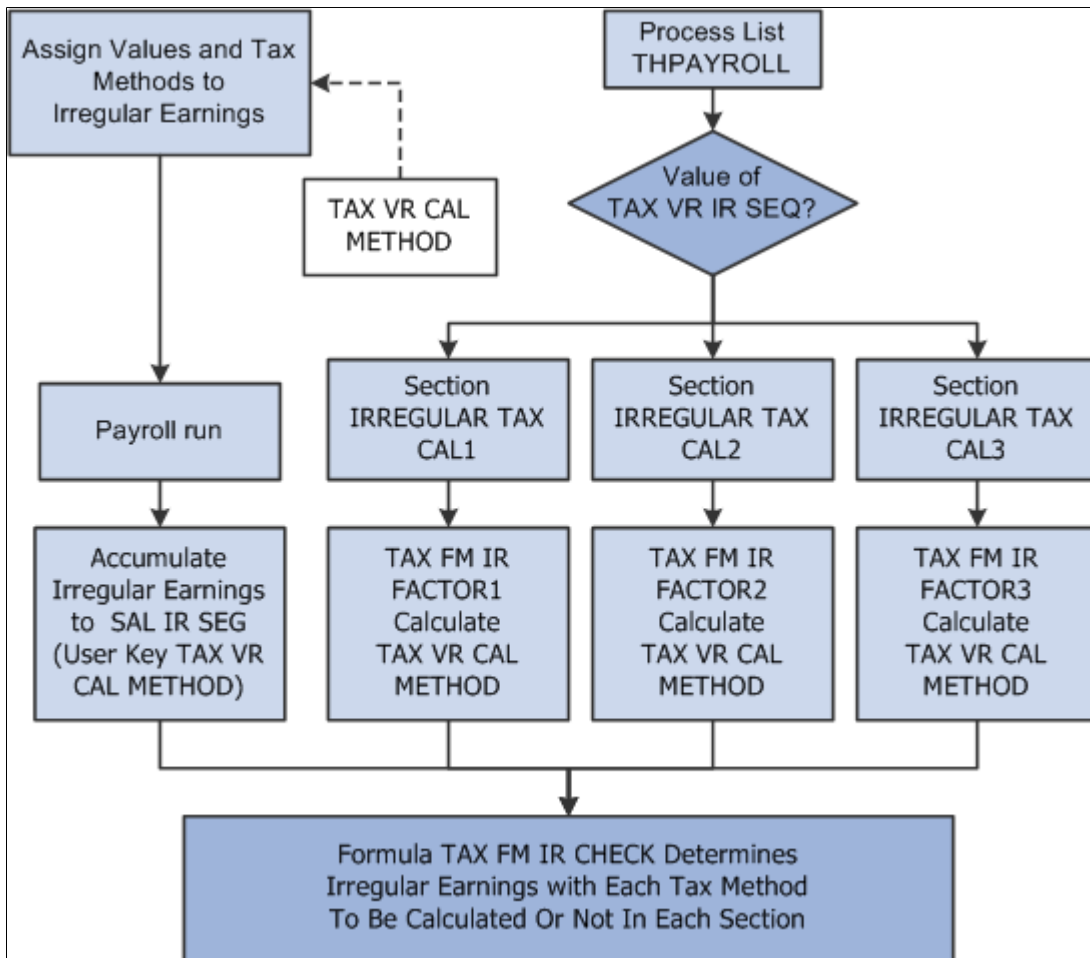 Assign Values and Tax
Methods to
Irregular Earnings
TAX VR CAL
METHOD
Payroll run
Accumulate
Irregular Earnings
to SAL IR SEG
(User Key TAX VR
CAL METHOD)
Process List
THPAYROLL
Value of
TAX VR IR SEQ?
Section
IRREGULAR TAX
CAL1
Section
IRREGULAR TAX
CAL2
Section
IRREGULAR TAX
CAL3
TAX FM IR
FACTOR1
Calculate
TAX VR CAL
METHOD
TAX FM IR
FACTOR2
Calculate
TAX VR CAL
METHOD
TAX FM IR
FACTOR3
Calculate
TAX VR CAL
METHOD
Formula TAX FM IR CHECK Determines
Irregular Earnings with Each Tax Method
To Be Calculated Or Not In Each Section